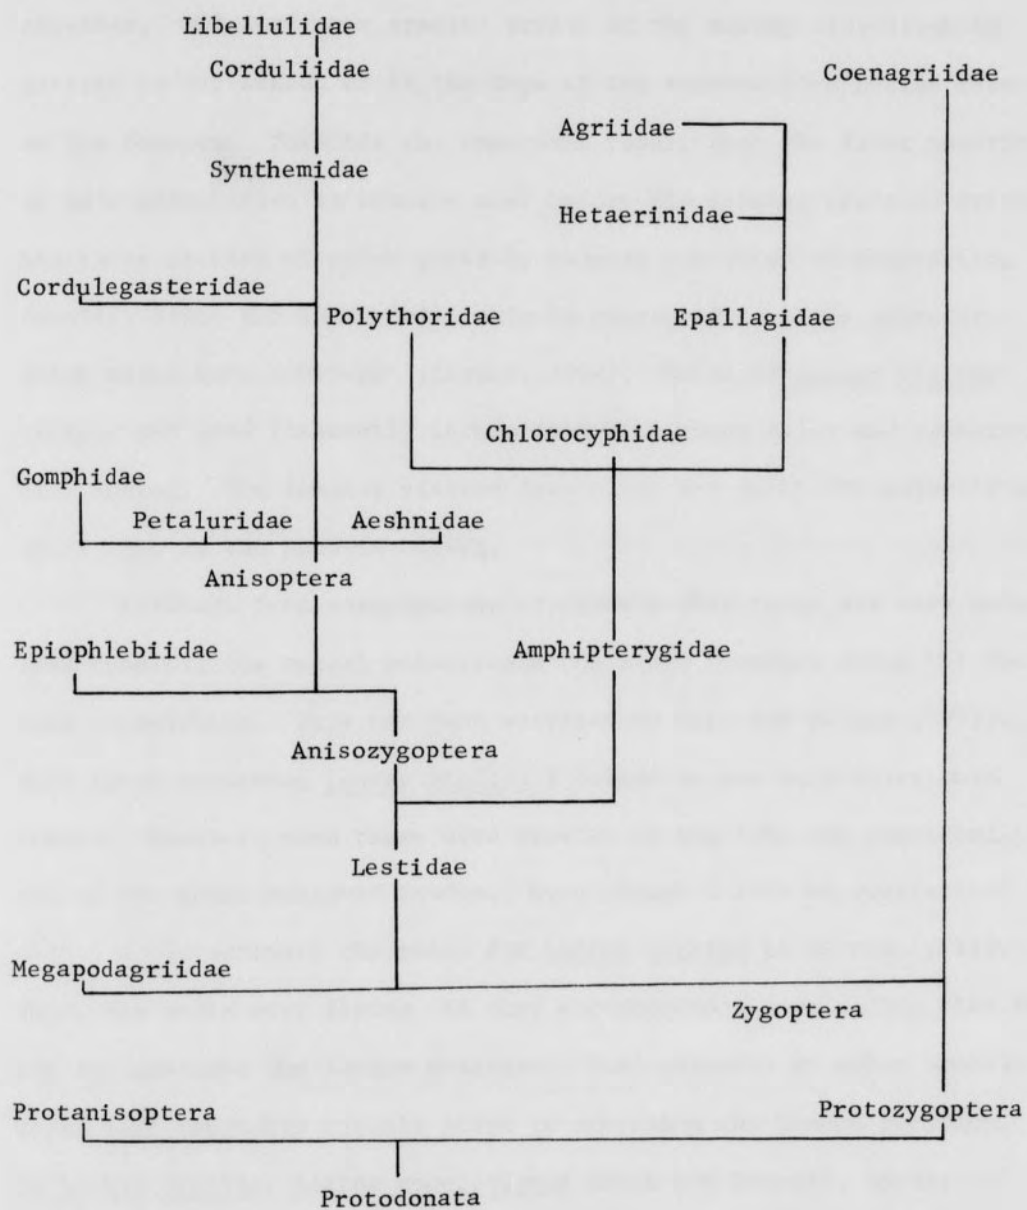 Libellulidae
Corduliidae
Coenagriidae
Agriidae
Synthemidae
Hetaerinidae
Cordulegasteridae
Polythoridae Epallagidae
Chlorocyphidae
Gomphidae
Petaluridae Aeshnidae
Anisoptera
Epiophlebiidae Amphipterygidae
Anisozygoptera
Lestidae
Megapodagriidae
Zygoptera
Protanisoptera Protozygoptera
Protodonata